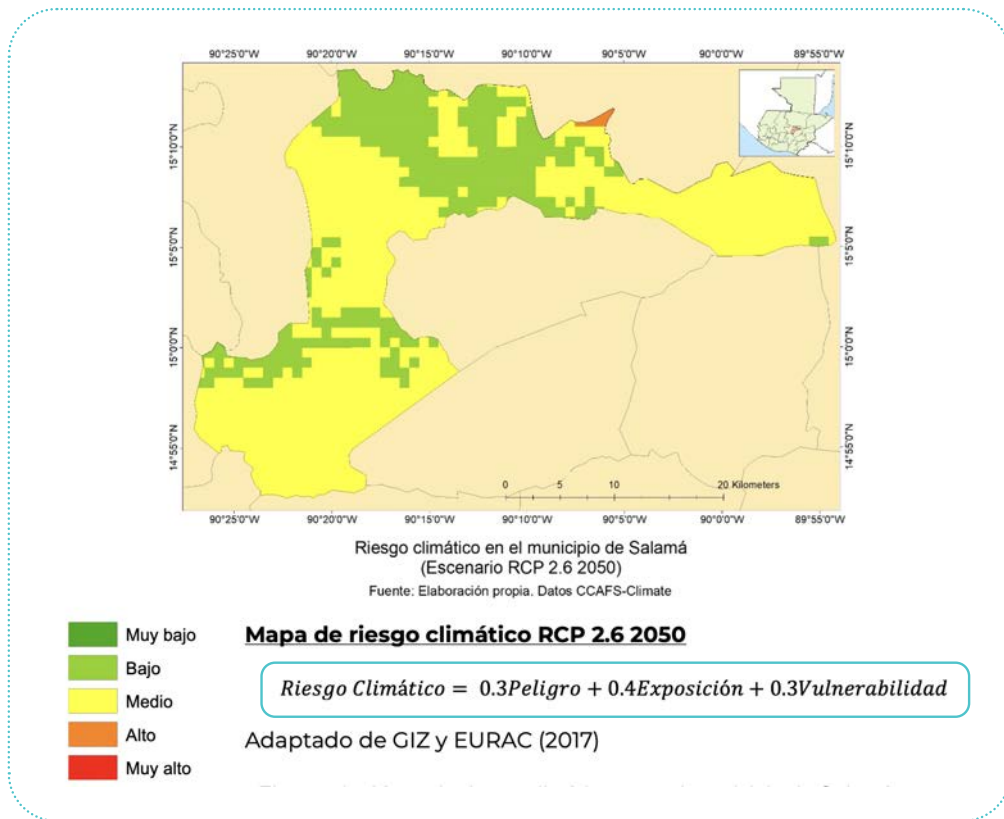 90°25'0"W 90°20'0"W 90°15'0"W 90°10'0"W 90°5'0"W 90°0'0"W 89°55'0"W
15°10'0"N 15°10'0"N
15°5'0"N 15°5'0"N
15°0'0"N 15°0'0"N
14°55'0"N 14°55'0"N
0 5 10 20 Kilometers
90°25'0"W 90°20'0"W 90°15'0"W 90°10'0"W 90°5'0"W 90°0'0"W 89°55'0"W
Riesgo climático en el municipio de Salamá
(Escenario RCP 2.6 2050)
Fuente: Elaboración propia. Datos CCAFS-Climate
Muy bajo
Bajo
Medio
Alto
Muy alto
Mapa de riesgo climático RCP 2.6 2050
Riesgo Climático = 0.3Peligro + 0.4Exposición + 0.3Vulnerabilidad
Adaptado de GIZ y EURAC (2017)